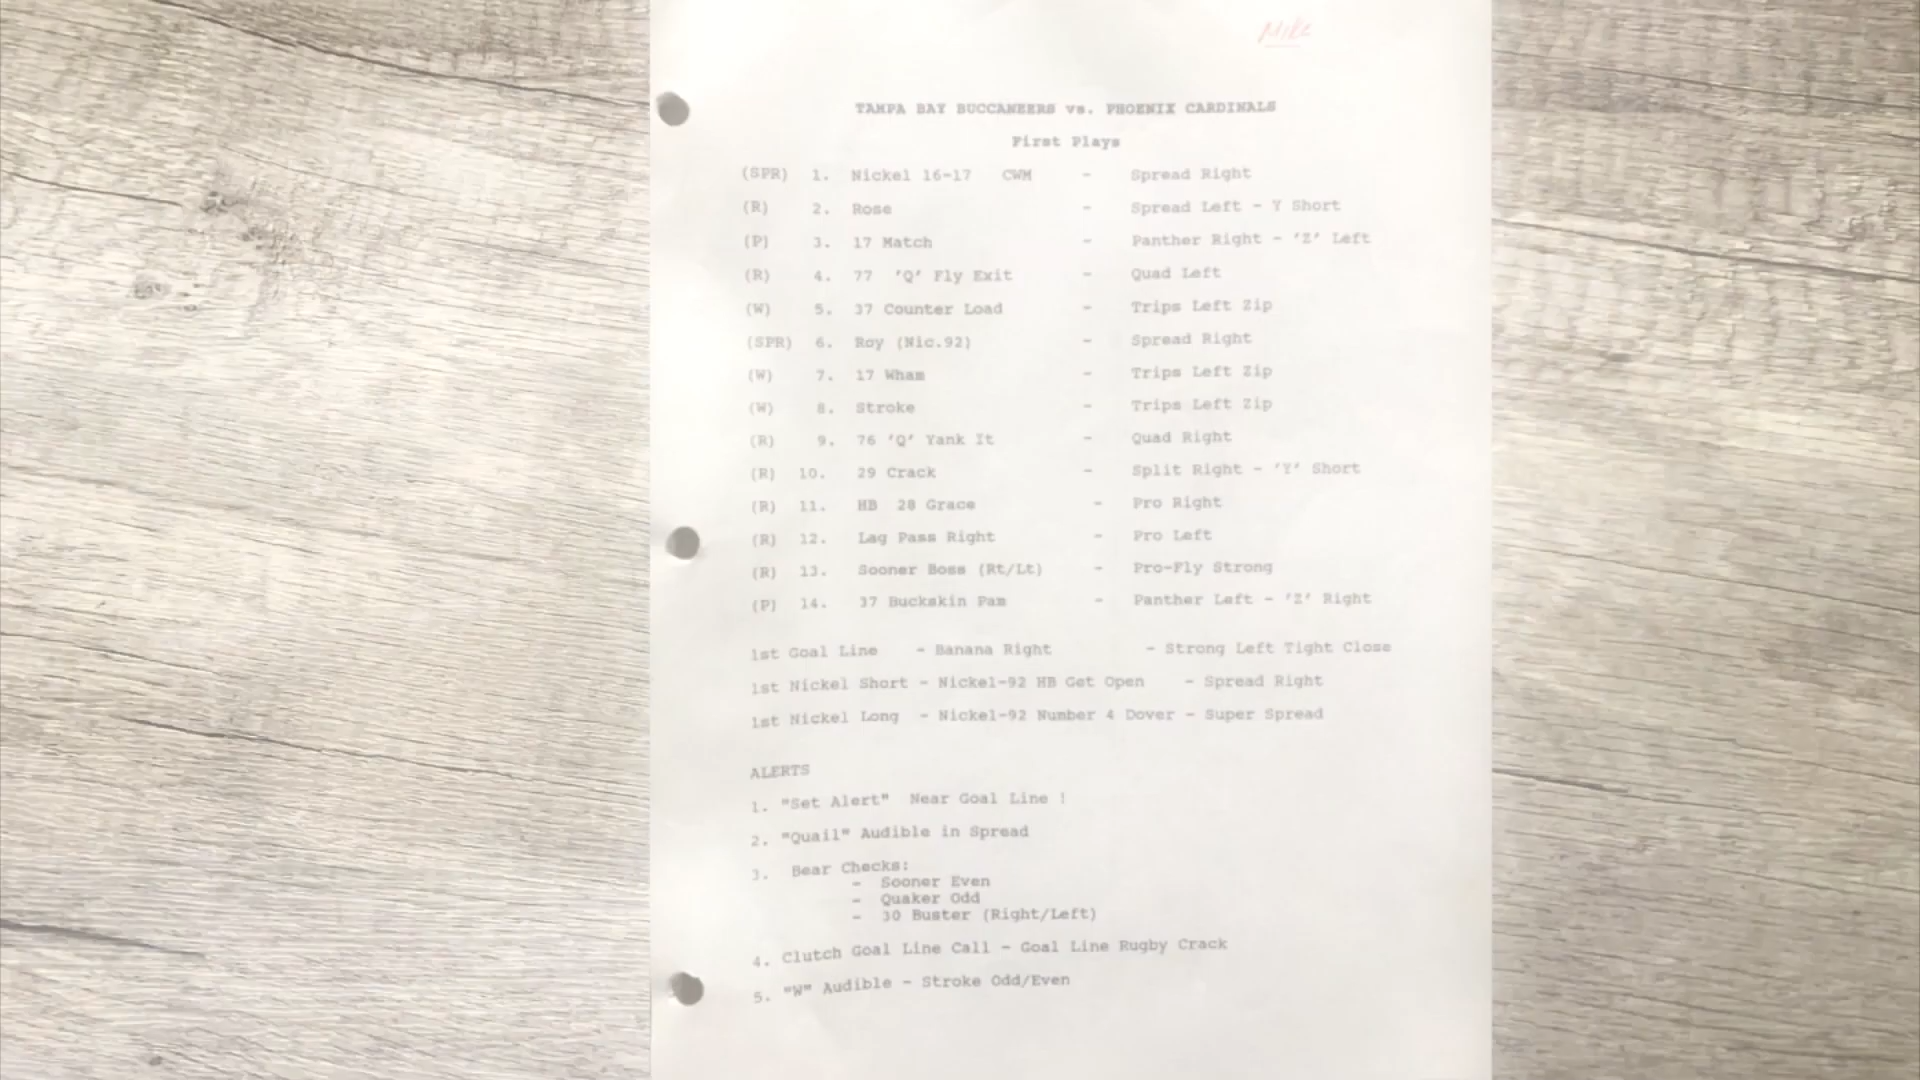 Mike
TAMPA BAY BUCCANEERS vs. PHOENIX CARDINALS
First Plays
(SPR) 1. Nickel 16-17 CWM - Spread Right
(R) 2. Rose - Spread Left - Y Short
(P) 3. 17 Match - Panther Right - 'Z' Left
(R) 4. 77 'Q' Fly Exit - Quad Left
(W) 5. 37 Counter Load - Trips Left Zip
(SPR) 6. Roy (Nic.92) - Spread Right
(W) 7. 17 Wham - Trips Left Zip
(W) 8. Stroke - Trips Left Zip
(R) 9. 76 'Q' Yank It - Quad Right
(R) 10. 29 Crack - Split Right - 'Y' Short
(R) 11. HB 28 Grace - Pro Right
(R) 12. Lag Pass Right - Pro Left
(R) 13. Sooner Boss (Rt/Lt) - Pro-Fly Strong
(P) 14. 37 Buckskin Pam - Panther Left - 'Z' Right
1st Goal Line - Banana Right - Strong Left Tight Close
1st Nickel Short - Nickel-92 HB Get Open - Spread Right
1st Nickel Long - Nickel-92 Number 4 Dover - Super Spread
ALERTS
1. "Set Alert" Near Goal Line !
2. "Quail" Audible in Spread
3. Bear Checks:
- Sooner Even
- Quaker Odd
- 30 Buster (Right/Left)
4. Clutch Goal Line Call - Goal Line Rugby Crack
5. "W" Audible - Stroke Odd/Even